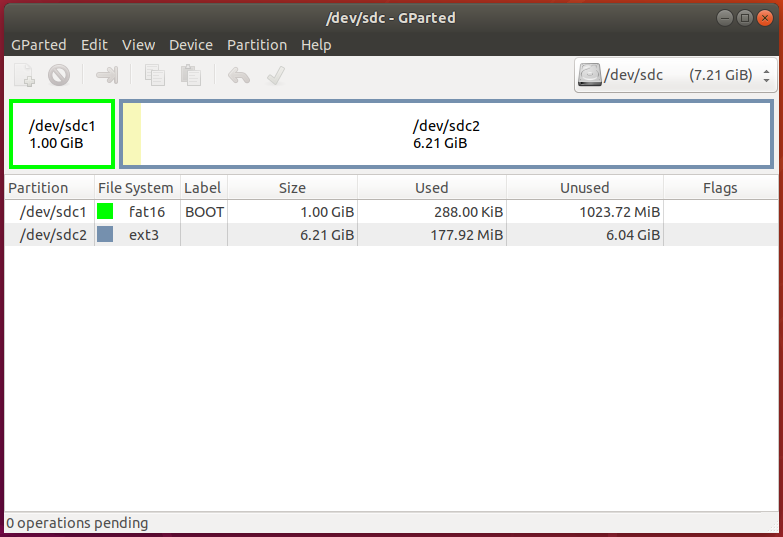 /dev/sdc - GParted
GParted Edit View Device Partition Help
/dev/sdc (7.21 GiB)
/dev/sdc1
1.00 GiB
/dev/sdc2
6.21 GiB
Partition File System Label Size Used Unused Flags
/dev/sdc1 fat16 BOOT 1.00 GiB 288.00 KiB 1023.72 MiB
/dev/sdc2 ext3 6.21 GiB 177.92 MiB 6.04 GiB
0 operations pending